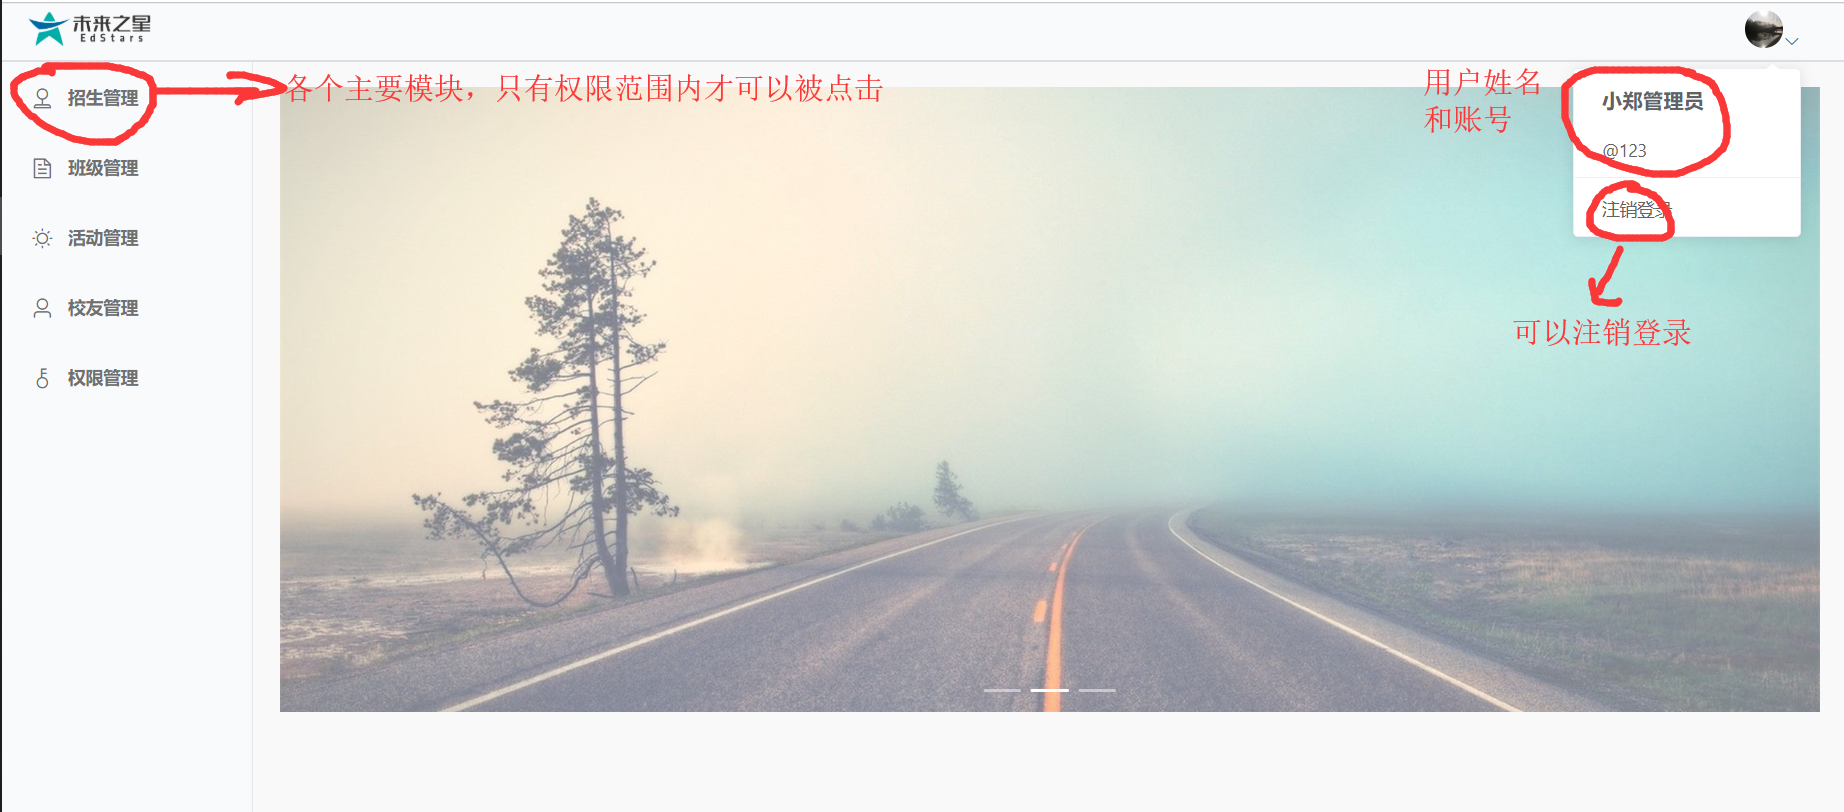 未来之星
EdStars
招生管理
各个主要模块，只有权限范围内才可以被点击
用户姓名
和账号
小郑管理员
@123
注销登录
可以注销登录
班级管理
活动管理
校友管理
权限管理